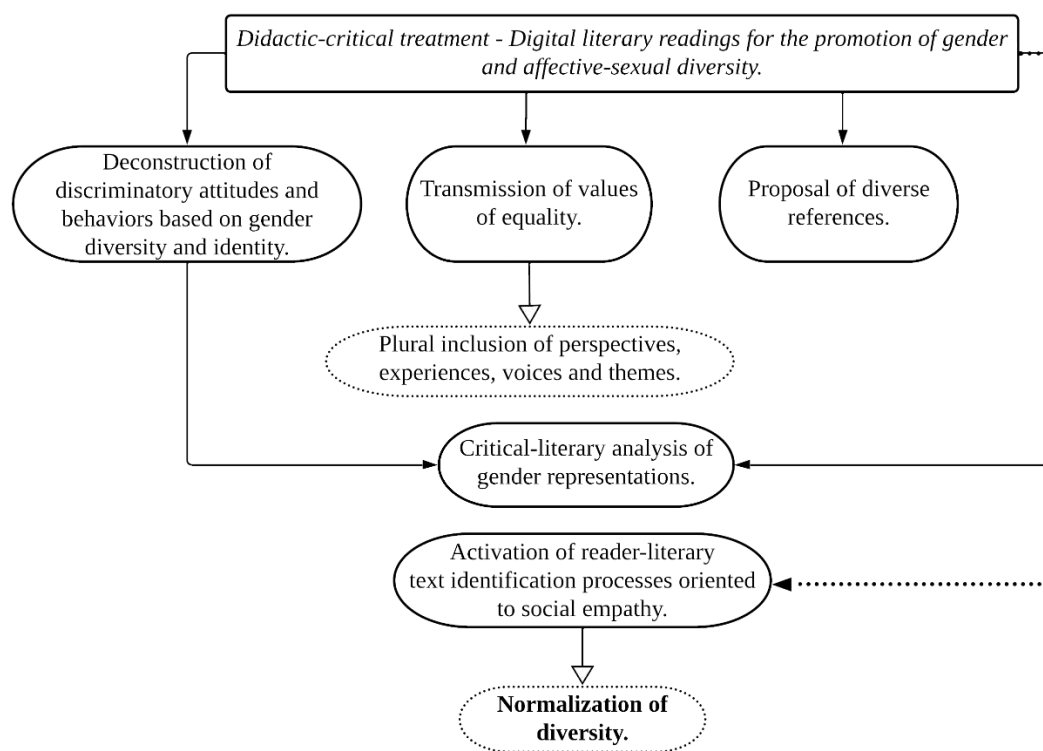 Didactic-critical treatment - Digital literary readings for the promotion of gender
and affective-sexual diversity.
Deconstruction of
discriminatory attitudes and
behaviors based on gender
diversity and identity.
Transmission of values
of equality.
Proposal of diverse
references.
Plural inclusion of perspectives,
experiences, voices and themes.
Critical-literary analysis of
gender representations.
Activation of reader-literary
text identification processes oriented
to social empathy.
Normalization of
diversity.